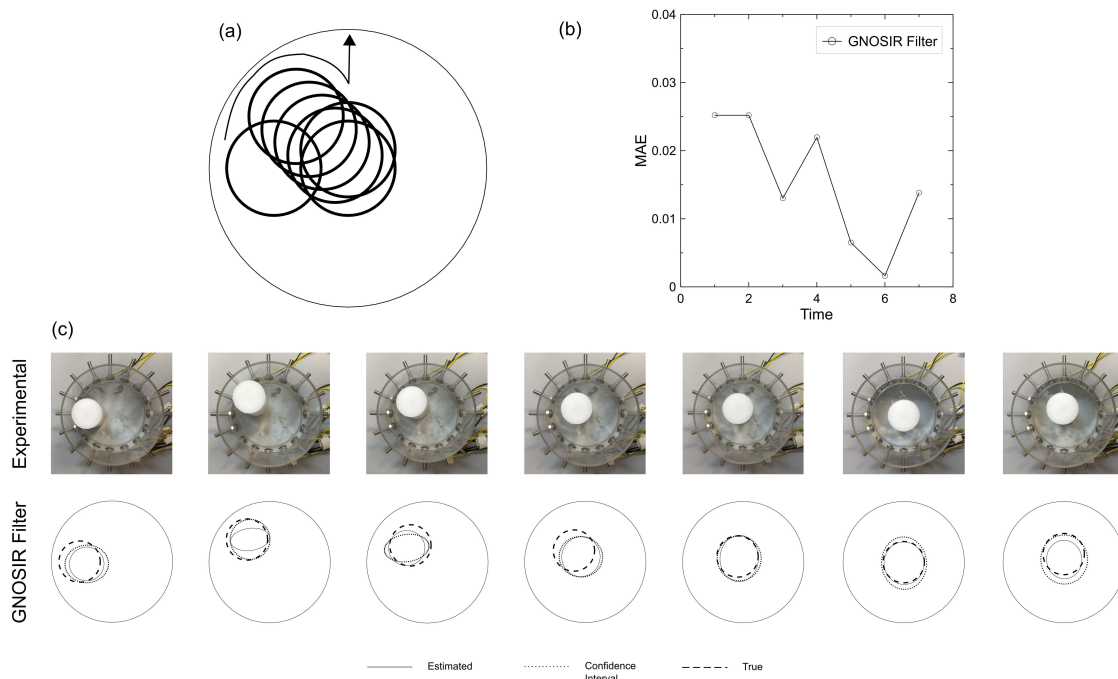 (a)
(b)
0.04
GNOSIR Filter
0.03
MAE
0.02
0.01
0
0 2 4 6 8
Time
(c)
Experimental
GNOSIR Filter
Estimated
Confidence
Interval
True